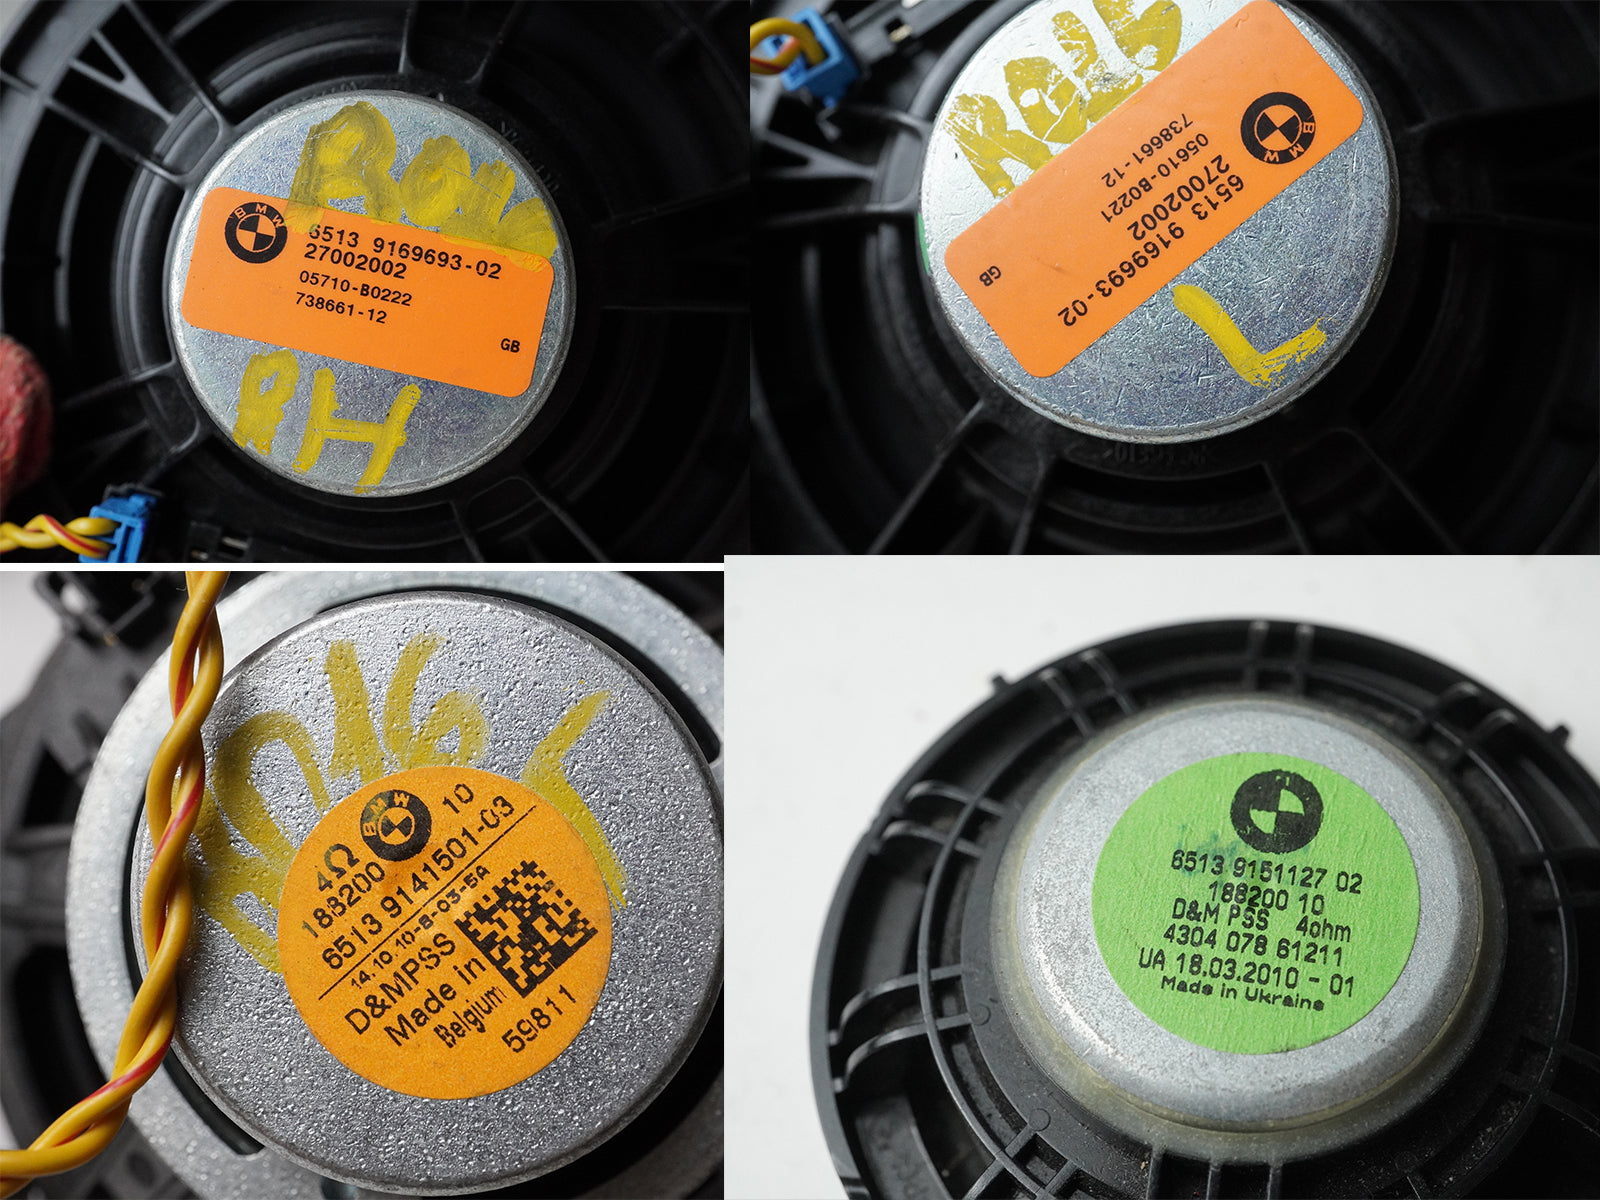 BMW
6513 9169693-02
27002002
05710-B0222
738661-12
GB
RH
R016
BMW
6513 9169693-02
27002002
05610-B0221
738661-12
GB
L
R016 L
BMW
4Ω 10
188200
6513 9141501-03
14.10.10-B-03-5A
D&MPSS
Made in
Belgium
59811
6513 9151127 02
188200 10
D&M PSS 4ohm
4304 078 61211
UA 18.03.2010 - 01
Made in Ukraine